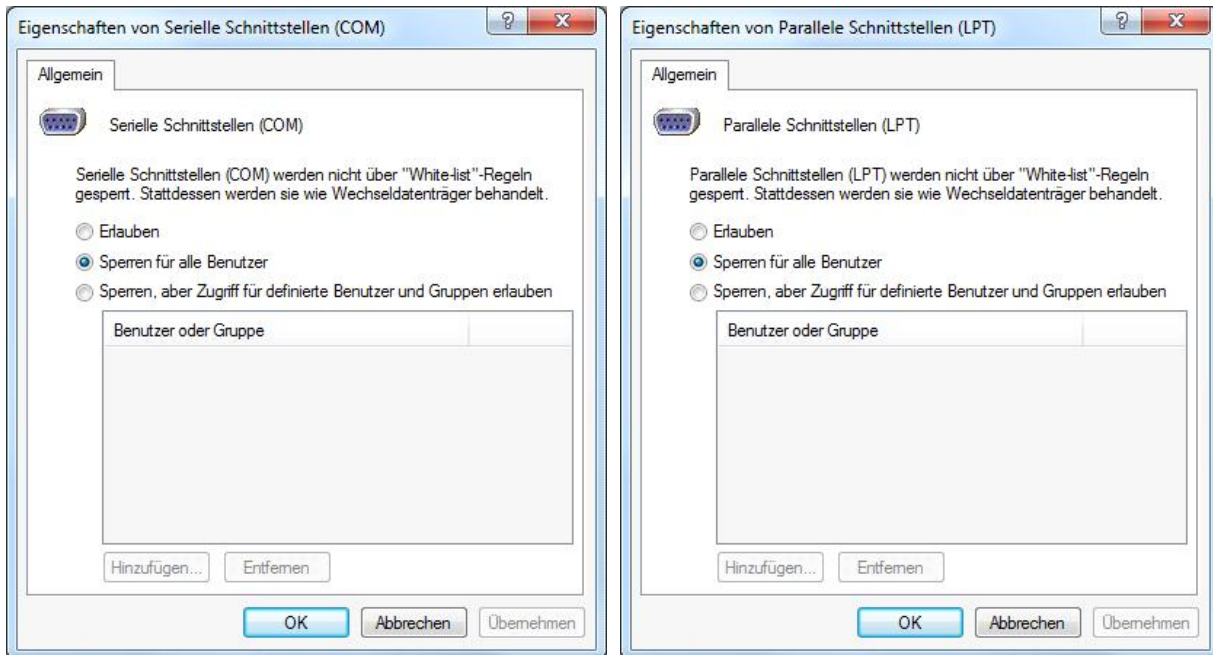 Eigenschaften von Serielle Schnittstellen (COM)
Allgemein
Serielle Schnittstellen (COM)
Serielle Schnittstellen (COM) werden nicht über "White-list"-Regeln
gesperrt. Stattdessen werden sie wie Wechseldatenträger behandelt.
Erlauben
Sperren für alle Benutzer
Sperren, aber Zugriff für definierte Benutzer und Gruppen erlauben
Benutzer oder Gruppe
Hinzufügen...
Entfernen
OK
Abbrechen
Übernehmen
Eigenschaften von Parallele Schnittstellen (LPT)
Allgemein
Parallele Schnittstellen (LPT)
Parallele Schnittstellen (LPT) werden nicht über "White-list"-Regeln
gesperrt. Stattdessen werden sie wie Wechseldatenträger behandelt.
Erlauben
Sperren für alle Benutzer
Sperren, aber Zugriff für definierte Benutzer und Gruppen erlauben
Benutzer oder Gruppe
Hinzufügen...
Entfernen
OK
Abbrechen
Übernehmen